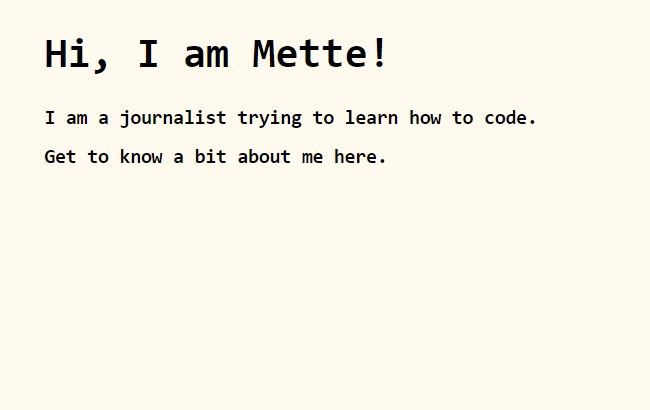 Hi, I am Mette!
I am a journalist trying to learn how to code.
Get to know a bit about me here.